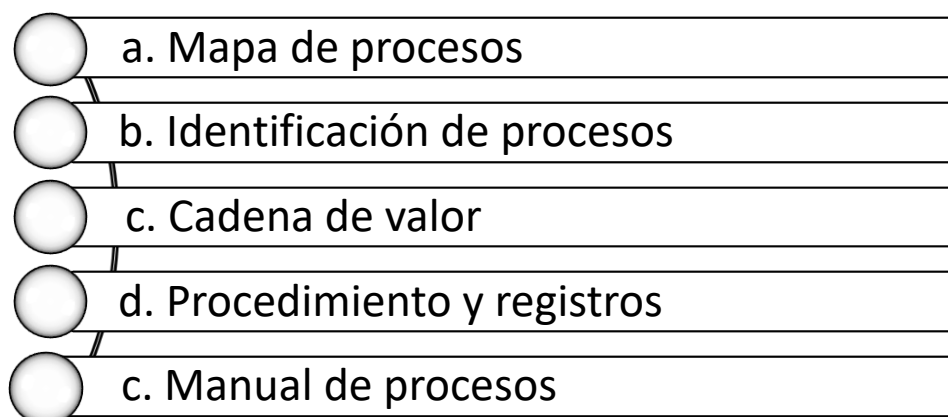 a. Mapa de procesos
b. Identificación de procesos
c. Cadena de valor
d. Procedimiento y registros
c. Manual de procesos